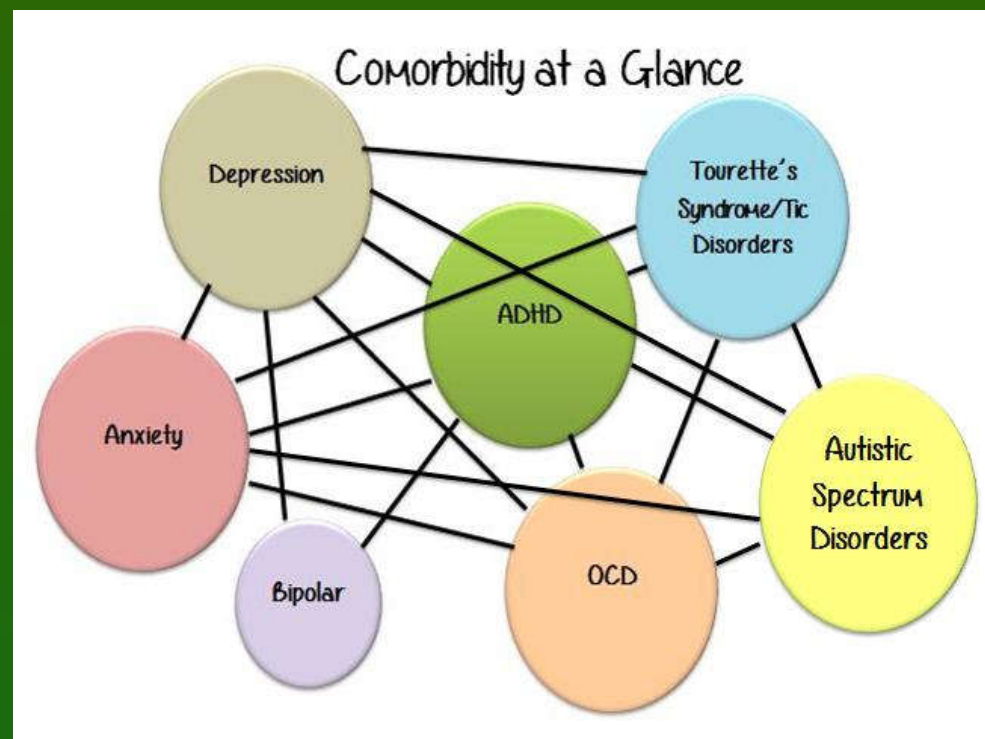 Comorbidity at a Glance
Depression
Tourette's
Syndrome/Tic
Disorders
ADHD
Anxiety
Autistic
Spectrum
Disorders
OCD
Bipolar